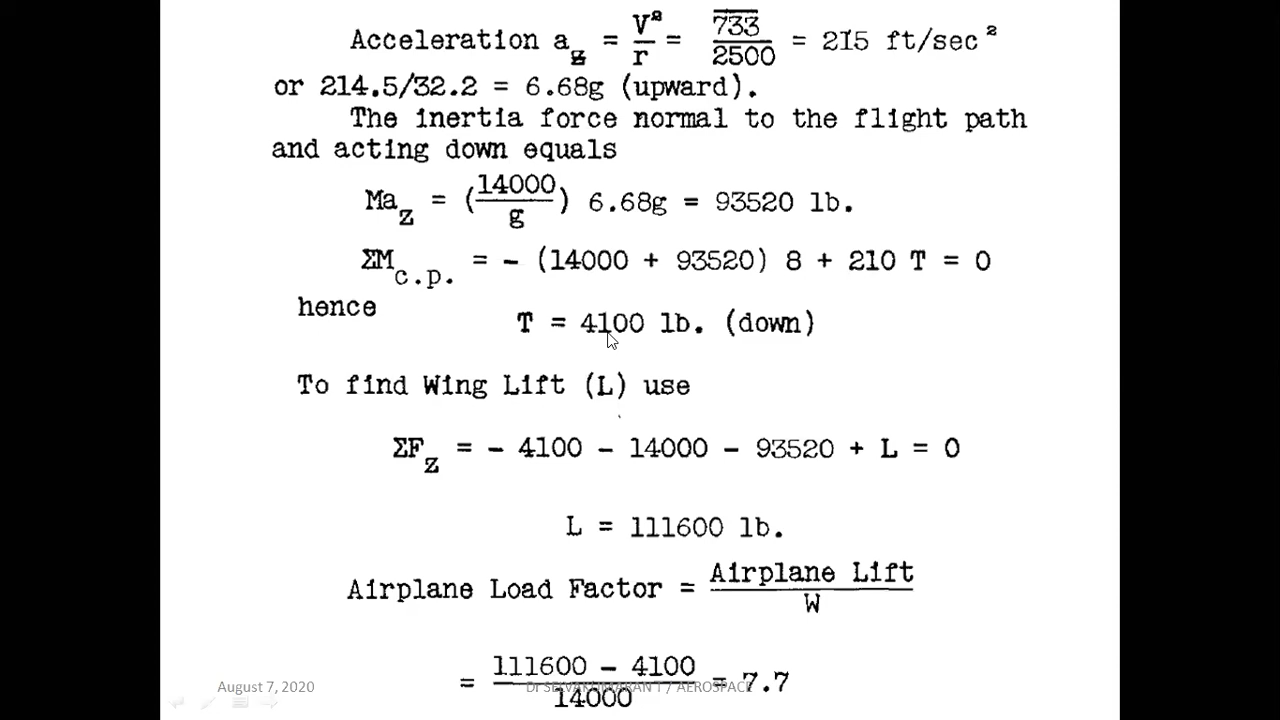 Acceleration a_z = V²/r = 733/2500 = 215 ft/sec²
or 214.5/32.2 = 6.68g (upward).
The inertia force normal to the flight path
and acting down equals
Ma_z = (14000/g) 6.68g = 93520 lb.
ΣM_c.p. = - (14000 + 93520) 8 + 210 T = 0
hence
T = 4100 lb. (down)
To find Wing Lift (L) use
ΣF_z = - 4100 - 14000 - 93520 + L = 0
L = 111600 lb.
Airplane Load Factor = Airplane Lift/W
= 111600 - 4100/14000 = 7.7
August 7, 2020 / AEROSPACE